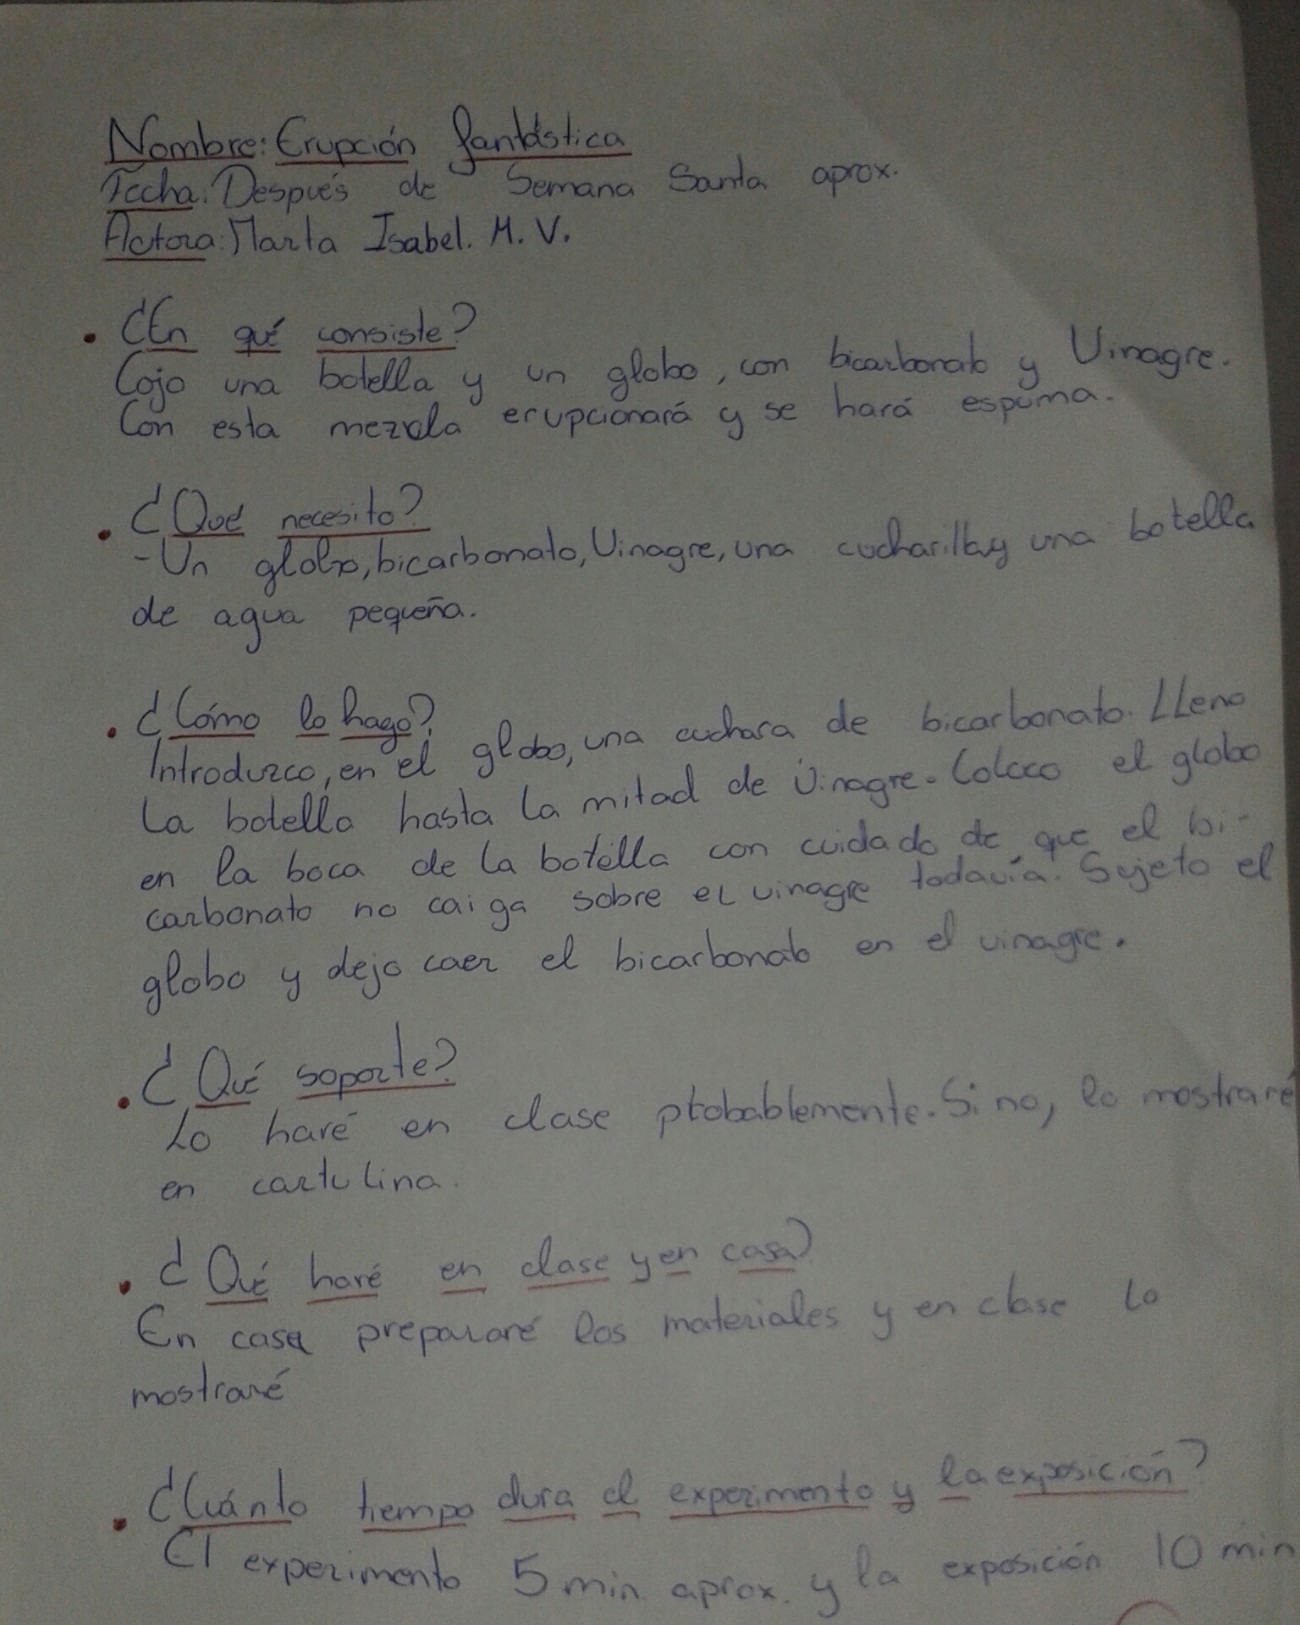 Nombre: Erupción fantástica
Fecha: Después de Semana Santa aprox.
Actora: Marta Isabel. M. V.
• ¿En qué consiste?
Cojo una botella y un globo, con bicarbonato y Vinagre.
Con esta mezcla erupcionará y se hará espuma.
• ¿Qué necesito?
- Un globo, bicarbonato, Vinagre, una cucharilla y una botella
de agua pequeña.
• ¿Cómo lo hago?
Introduzco, en el globo, una cuchara de bicarbonato. LLeno
La botella hasta la mitad de Vinagre. Coloco el globo
en la boca de la botella con cuidado de que el bi-
carbonato no caiga sobre el vinagre todavía. Sujeto el
globo y dejo caer el bicarbonato en el vinagre.
• ¿Qué soporte?
Lo haré en clase probablemente. Si no, lo mostraré
en cartulina.
• ¿Qué haré en clase y en casa?
En casa prepararé los materiales y en clase lo
mostraré
• ¿Cuánto tiempo dura el experimento y la exposición?
El experimento 5 min. aprox. y la exposición 10 min